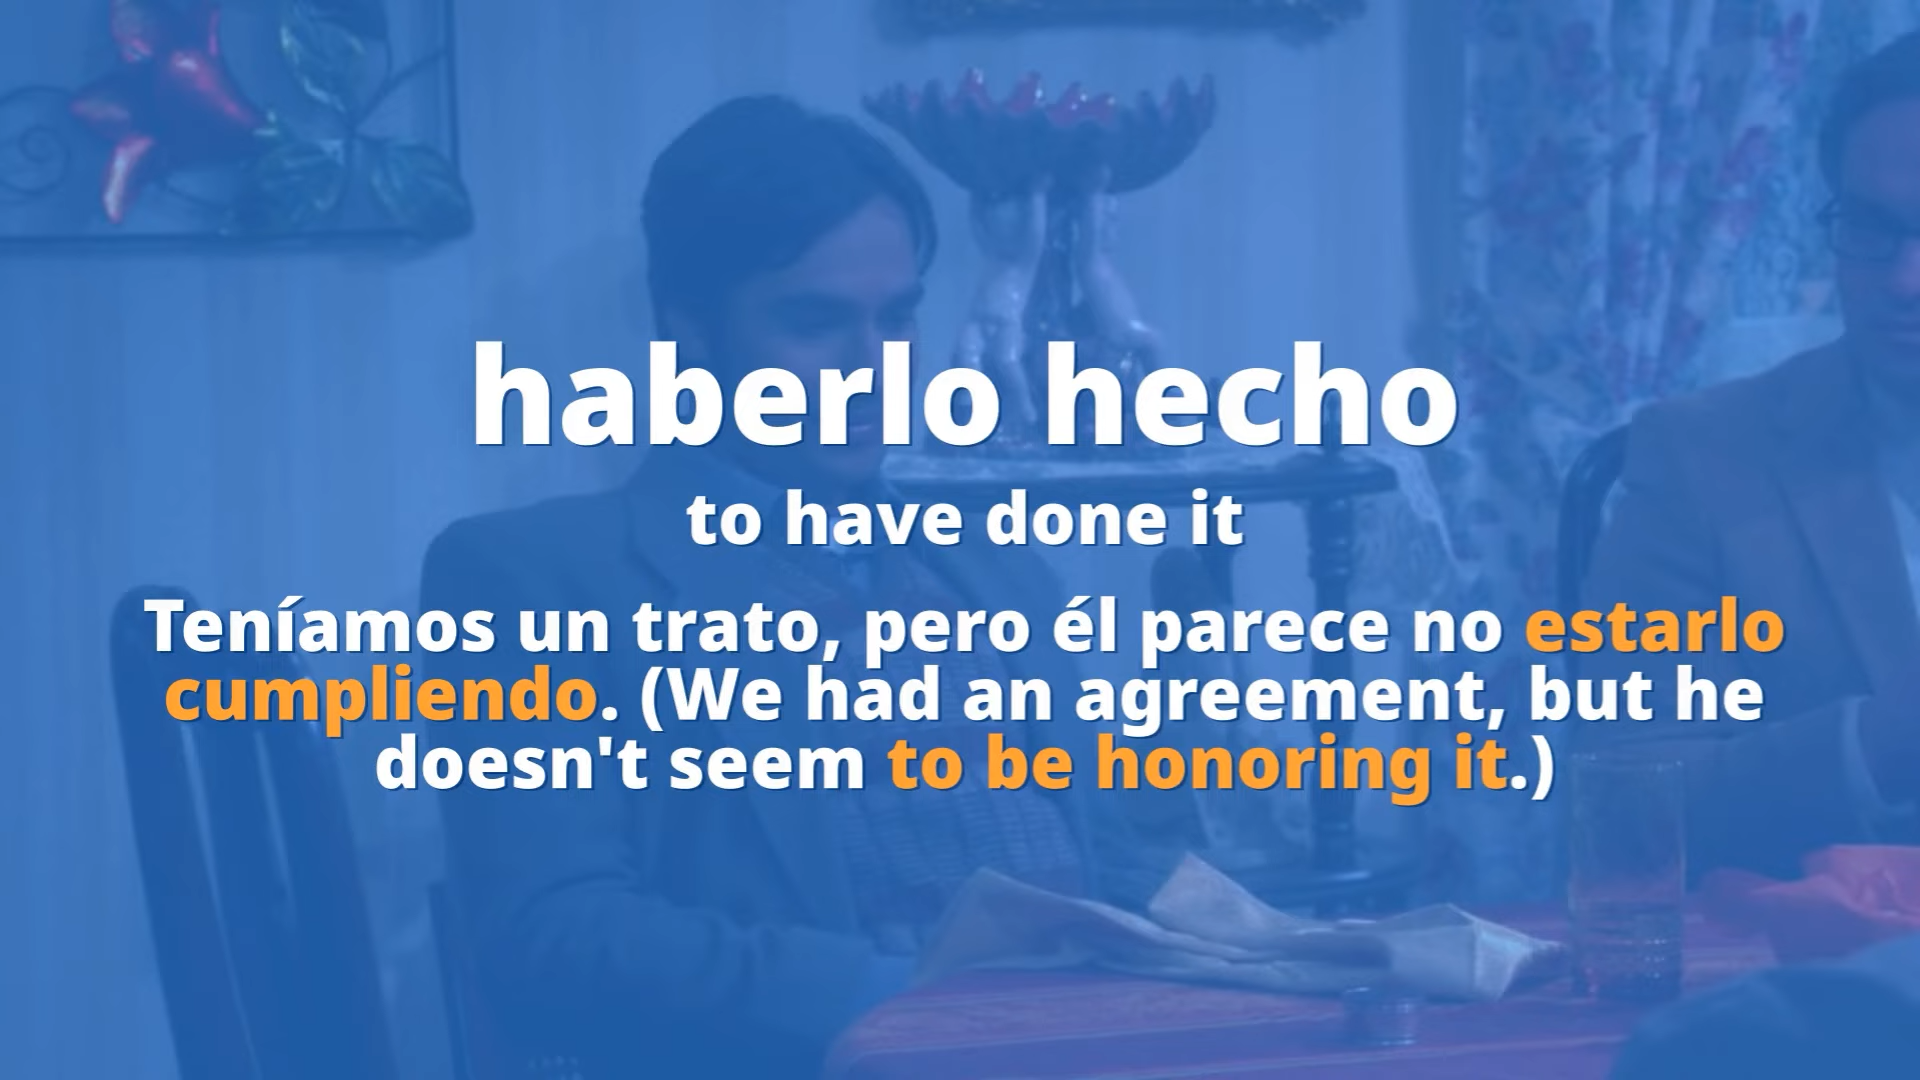 haberlo hecho
to have done it
Teníamos un trato, pero él parece no estarlo
cumpliendo. (We had an agreement, but he
doesn't seem to be honoring it.)